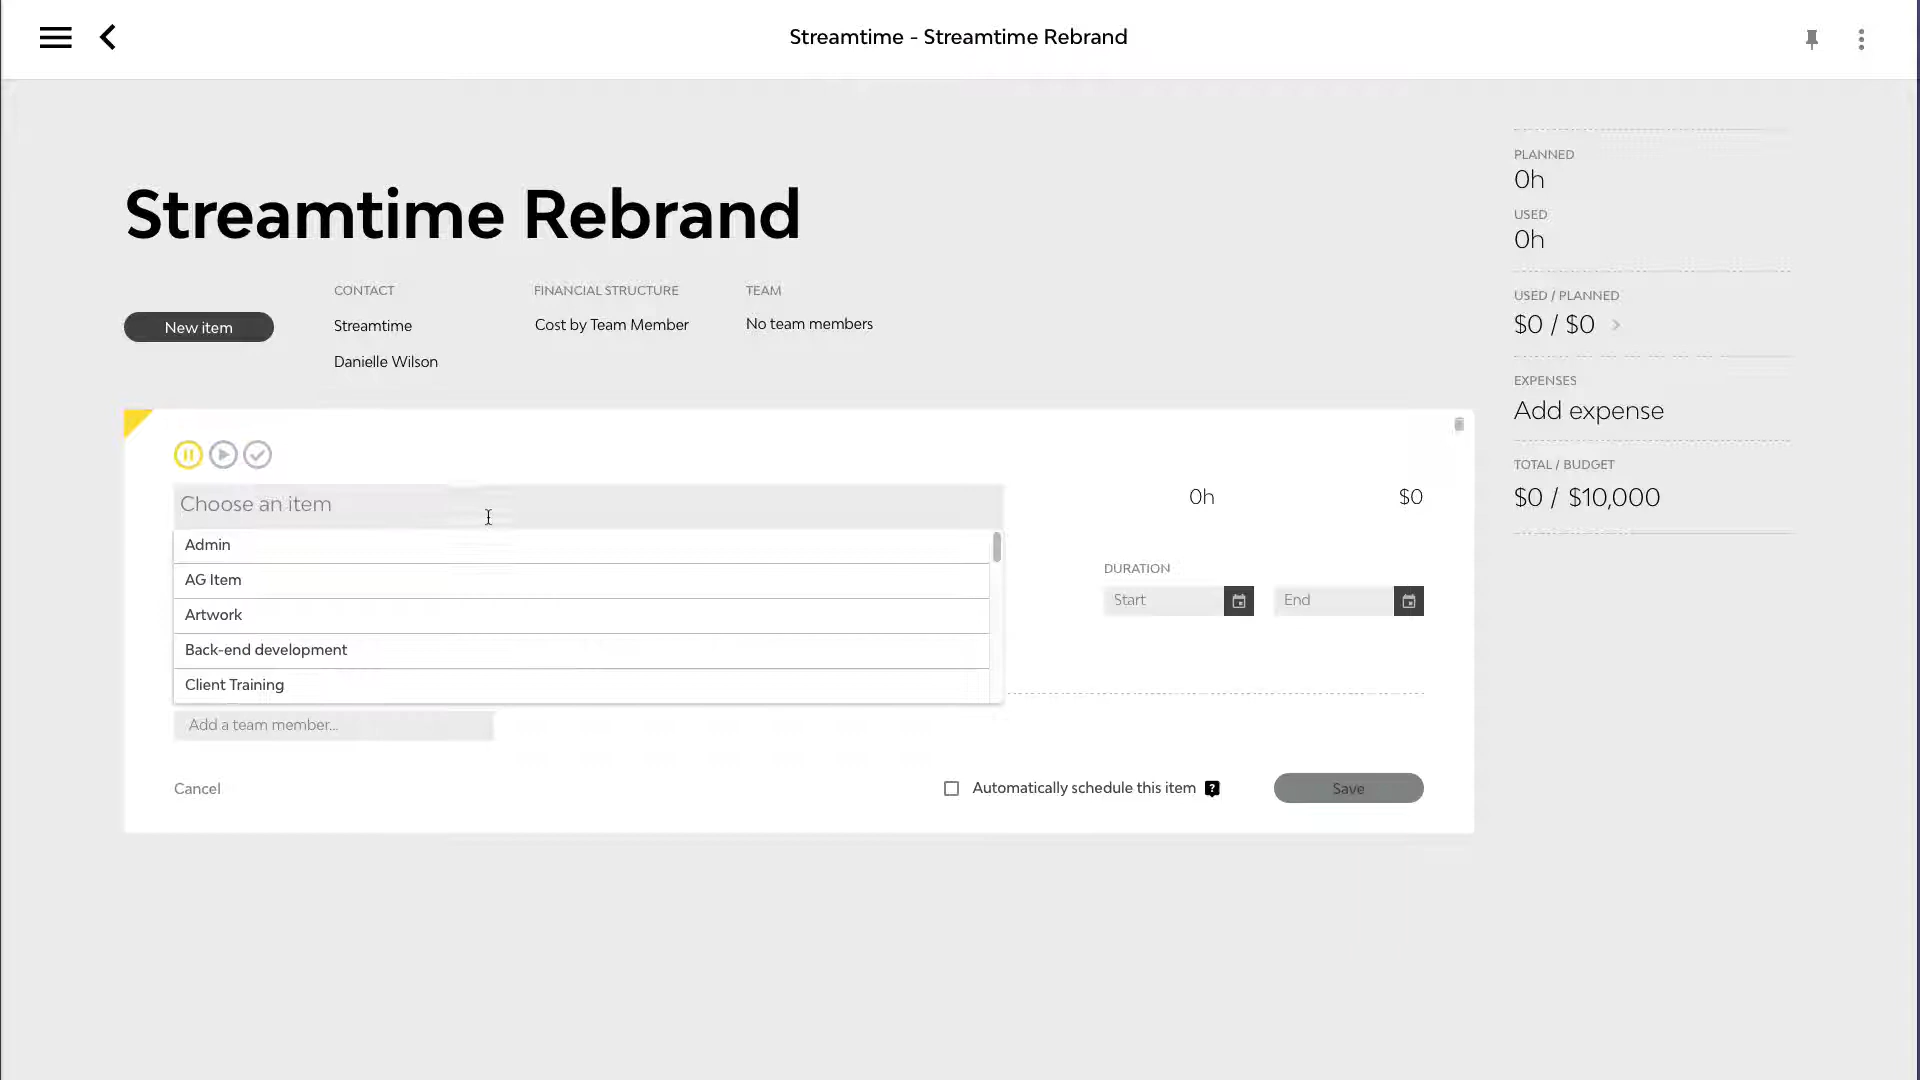 Streamtime - Streamtime Rebrand
Streamtime Rebrand
New item
CONTACT
Streamtime
Danielle Wilson
FINANCIAL STRUCTURE
Cost by Team Member
TEAM
No team members
PLANNED
0h
USED
0h
USED / PLANNED
$0 / $0
EXPENSES
Add expense
TOTAL / BUDGET
$0 / $10,000
Choose an item
0h
$0
Admin
AG Item
Artwork
Back-end development
Client Training
DURATION
Start
End
Add a team member...
Cancel
Automatically schedule this item ?
Save